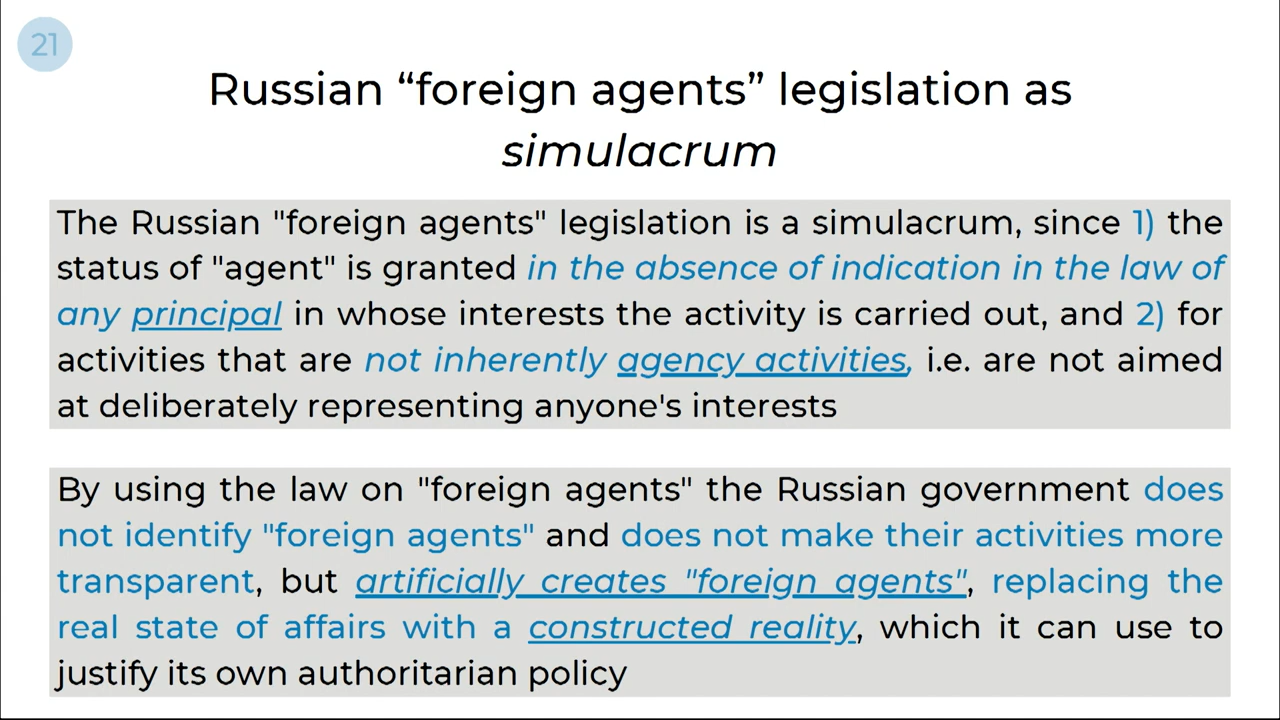 21
Russian “foreign agents” legislation as
simulacrum
The Russian "foreign agents" legislation is a simulacrum, since 1) the
status of "agent" is granted in the absence of indication in the law of
any principal in whose interests the activity is carried out, and 2) for
activities that are not inherently agency activities, i.e. are not aimed
at deliberately representing anyone's interests
By using the law on "foreign agents" the Russian government does
not identify "foreign agents" and does not make their activities more
transparent, but artificially creates "foreign agents", replacing the
real state of affairs with a constructed reality, which it can use to
justify its own authoritarian policy